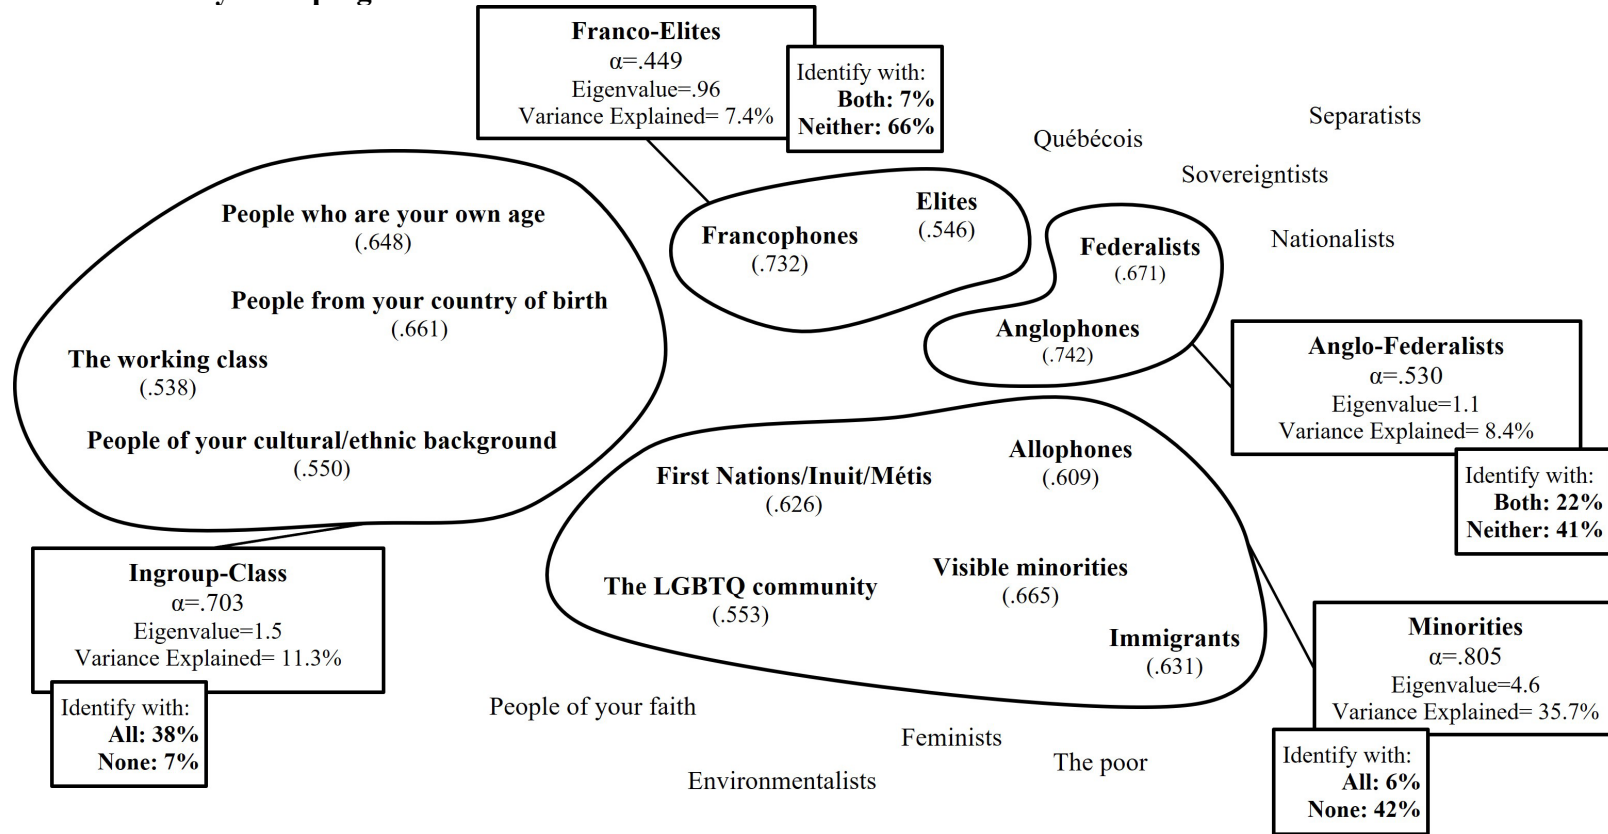 Franco-Elites
α=.449
Eigenvalue=.96
Variance Explained= 7.4%
Identify with:
Both: 7%
Neither: 66%
Separatists
Québécois
Sovereigntists
Nationalists
People who are your own age
(.648)
People from your country of birth
(.661)
The working class
(.538)
People of your cultural/ethnic background
(.550)
Elites
(.546)
Francophones
(.732)
Federalists
(.671)
Anglophones
(.742)
Anglo-Federalists
α=.530
Eigenvalue=1.1
Variance Explained= 8.4%
Identify with:
Both: 22%
Neither: 41%
Allophones
(.609)
First Nations/Inuit/Métis
(.626)
Visible minorities
(.665)
The LGBTQ community
(.553)
Immigrants
(.631)
Ingroup-Class
α=.703
Eigenvalue=1.5
Variance Explained= 11.3%
Identify with:
All: 38%
None: 7%
Minorities
α=.805
Eigenvalue=4.6
Variance Explained= 35.7%
Identify with:
All: 6%
None: 42%
People of your faith
Feminists
The poor
Environmentalists